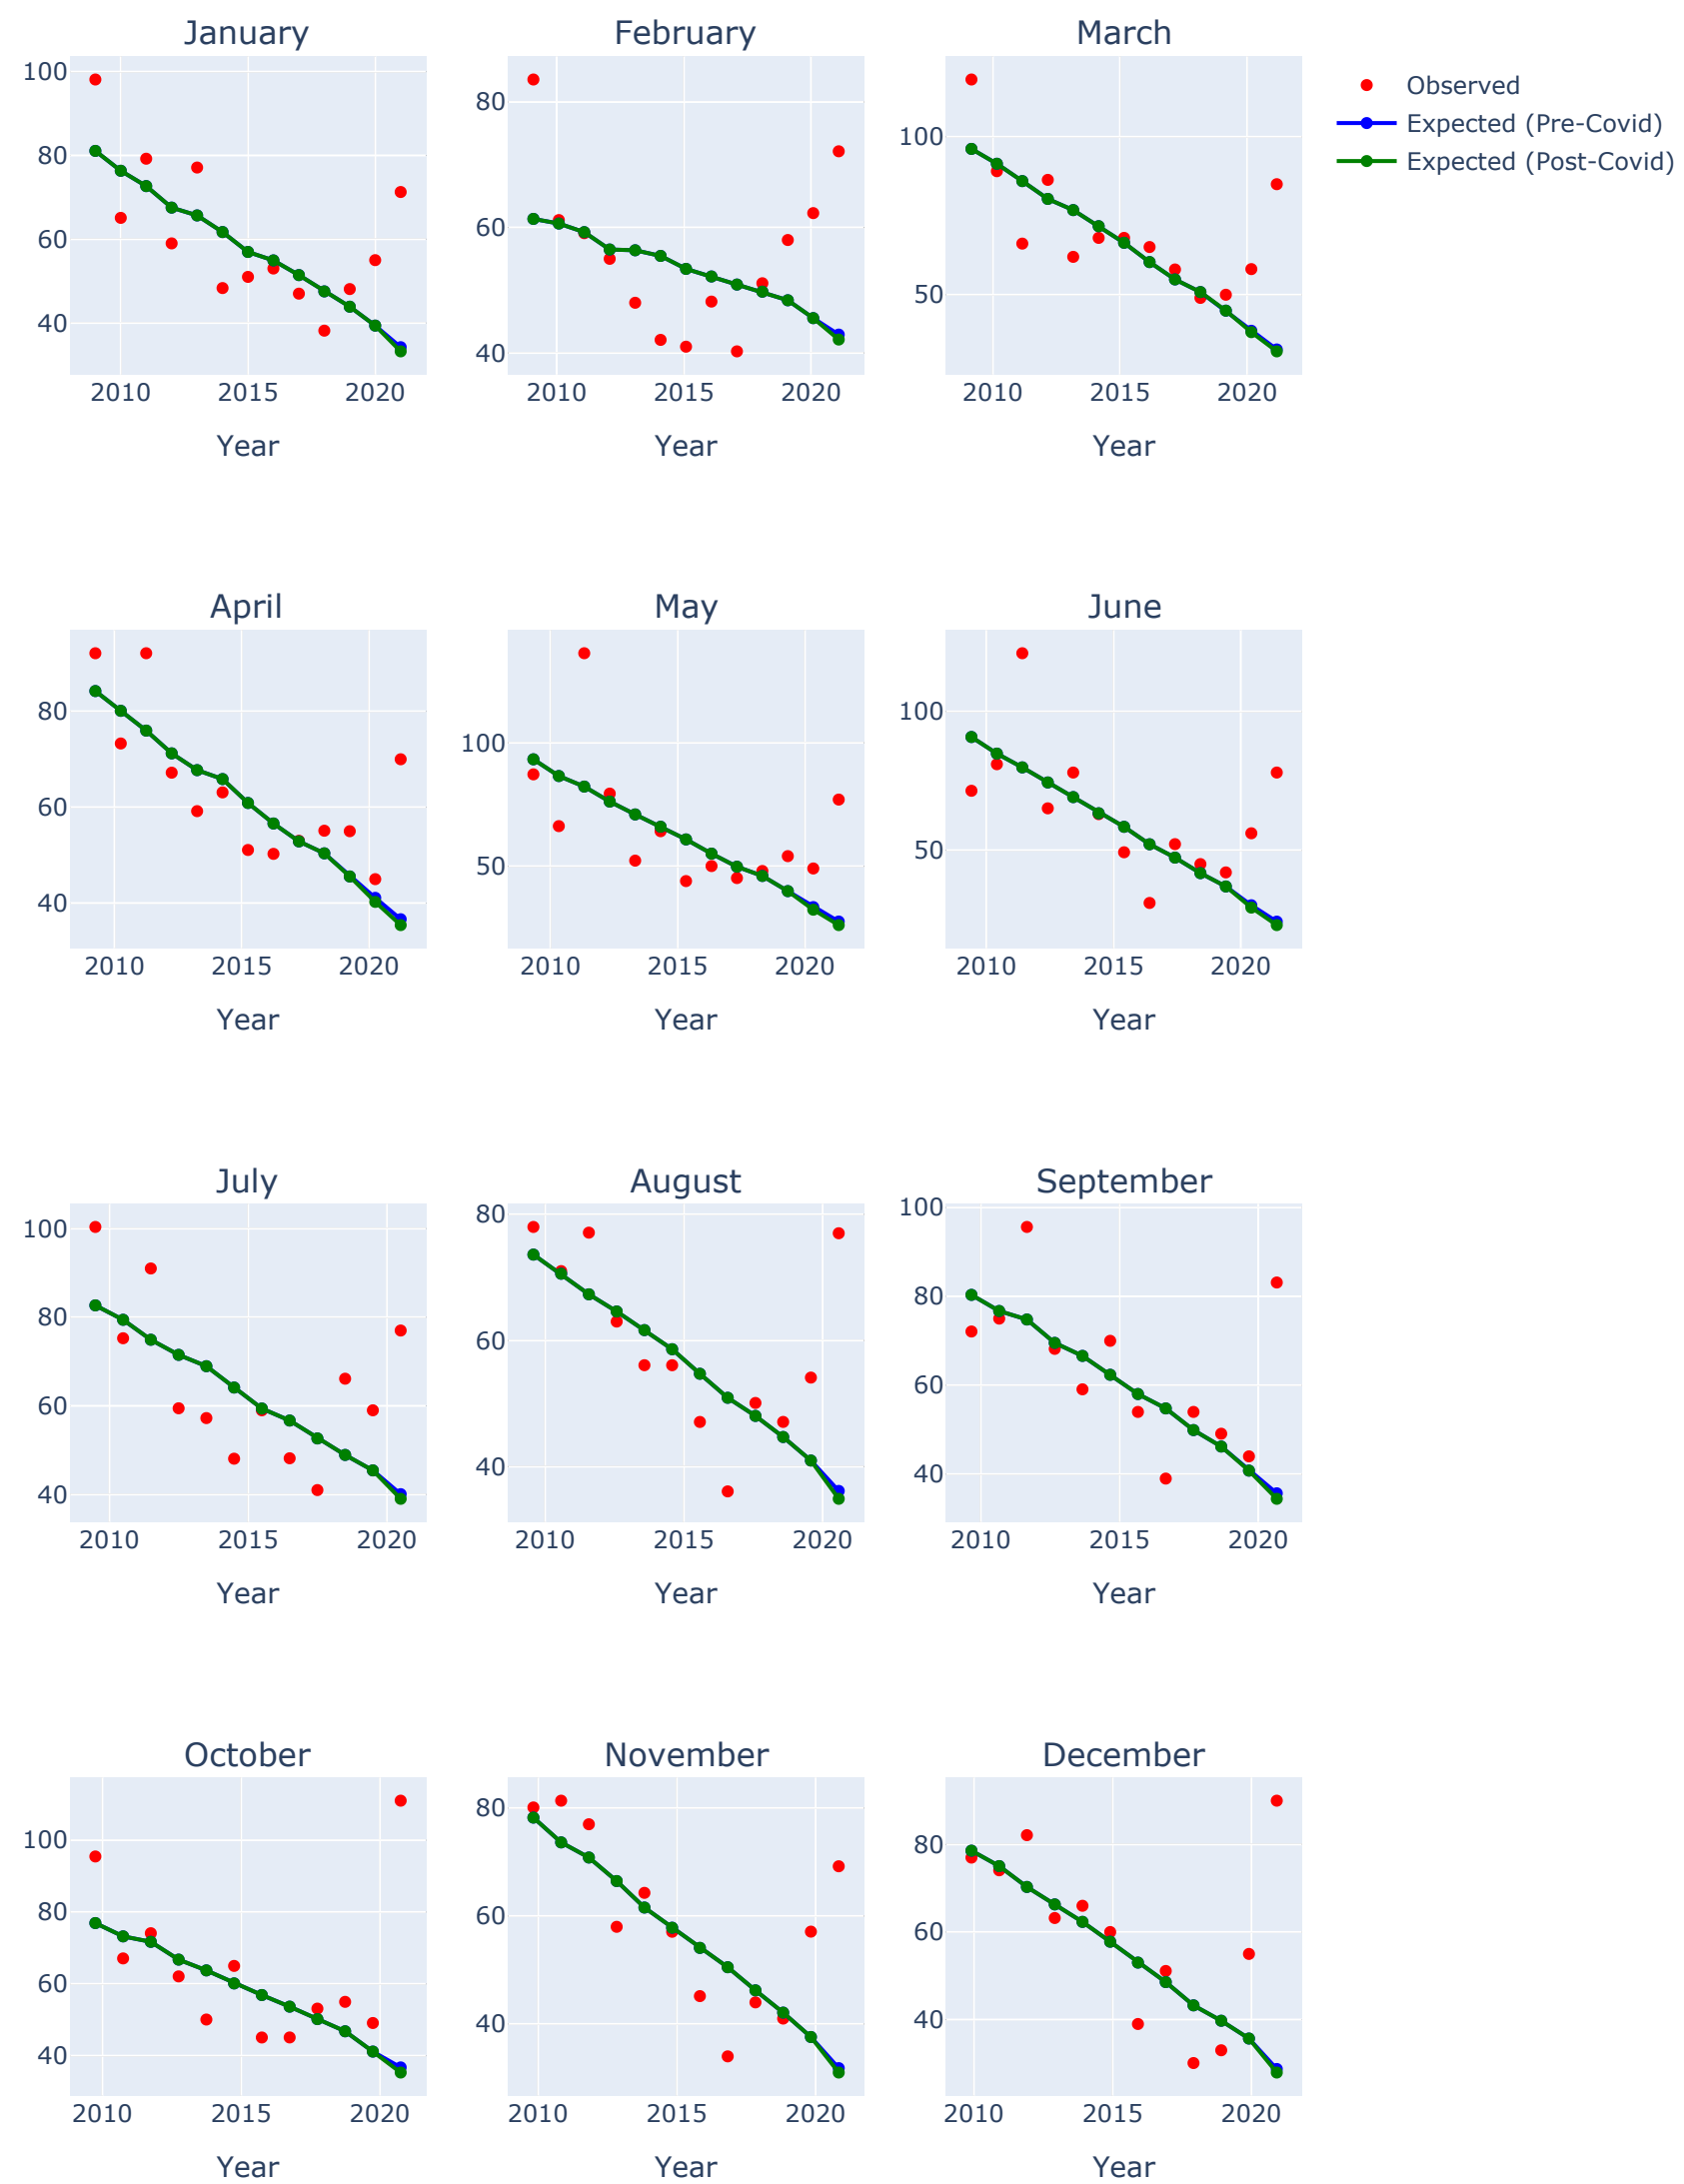 January February March
100
80
60
40
2010 2015 2020
Year
80
60
40
2010 2015 2020
Year
100
50
2010 2015 2020
Year
Observed
Expected (Pre-Covid)
Expected (Post-Covid)
April May June
80
60
40
2010 2015 2020
Year
100
50
2010 2015 2020
Year
100
50
2010 2015 2020
Year
July August September
100
80
60
40
2010 2015 2020
Year
80
60
40
2010 2015 2020
Year
100
80
60
40
2010 2015 2020
Year
October November December
100
80
60
40
2010 2015 2020
Year
80
60
40
2010 2015 2020
Year
80
60
40
2010 2015 2020
Year